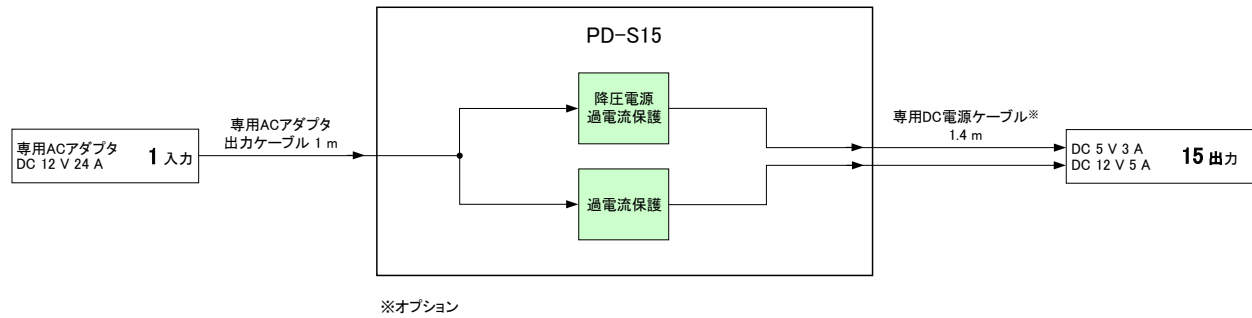 PD-S15
降圧電源
過電流保護
専用ACアダプタ
出力ケーブル 1 m
専用DC電源ケーブル※
1.4 m
専用ACアダプタ
DC 12 V 24 A
1 入力
DC 5 V 3 A
DC 12 V 5 A
15 出力
過電流保護
※オプション